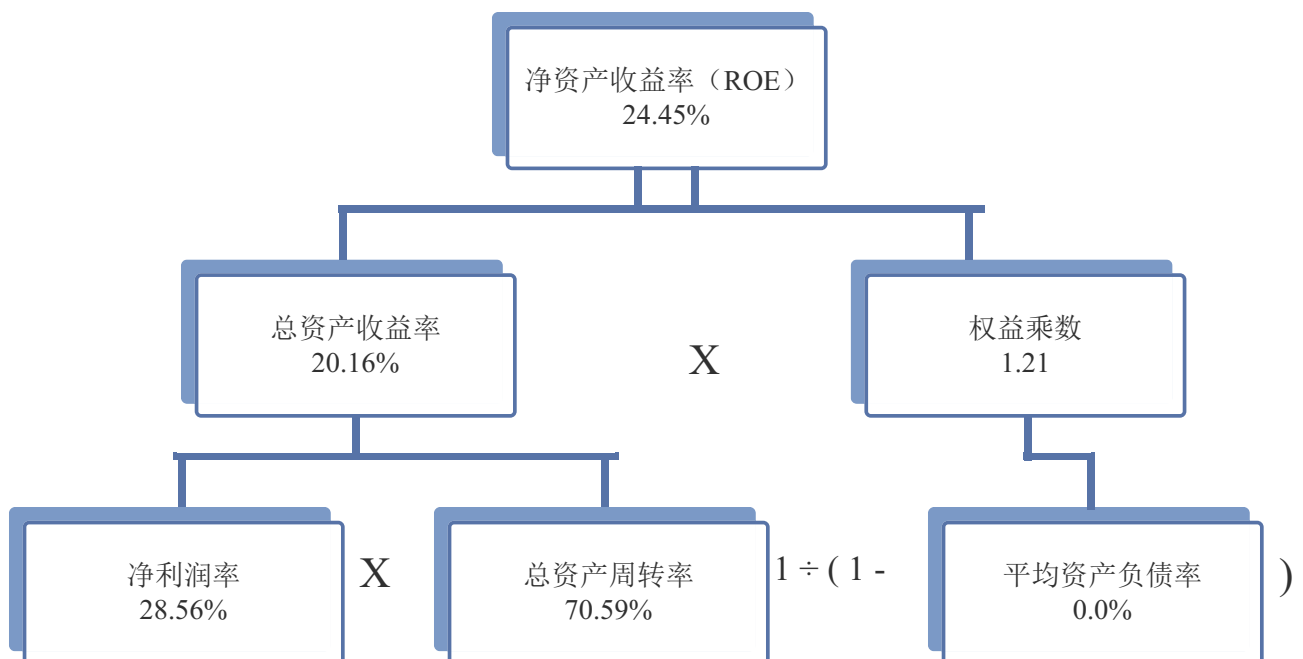 净资产收益率（ROE）
24.45%
总资产收益率
20.16%
X
权益乘数
1.21
净利润率
28.56%
X
总资产周转率
70.59%
1 ÷ ( 1 -
平均资产负债率
0.0%
)